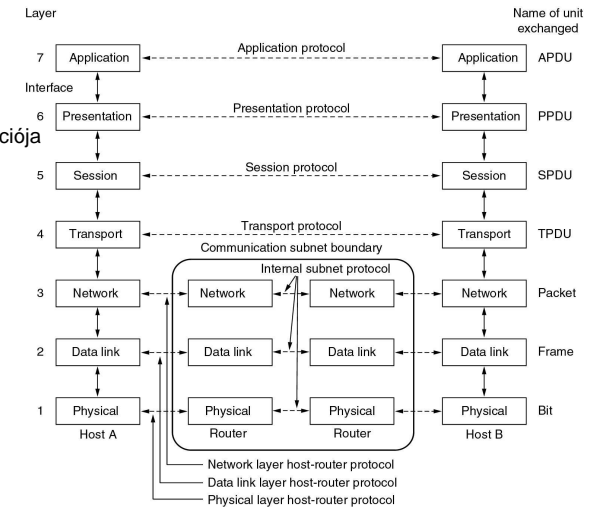 Layer
Name of unit
exchanged
Application protocol
7 Application Application APDU
Interface
Presentation protocol
6 Presentation Presentation PPDU
ciója
Session protocol
5 Session Session SPDU
Transport protocol
4 Transport Transport TPDU
Communication subnet boundary
Internal subnet protocol
3 Network Network Network Network Packet
2 Data link Data link Data link Data link Frame
1 Physical Physical Physical Physical Bit
Host A Router Router Host B
Network layer host-router protocol
Data link layer host-router protocol
Physical layer host-router protocol